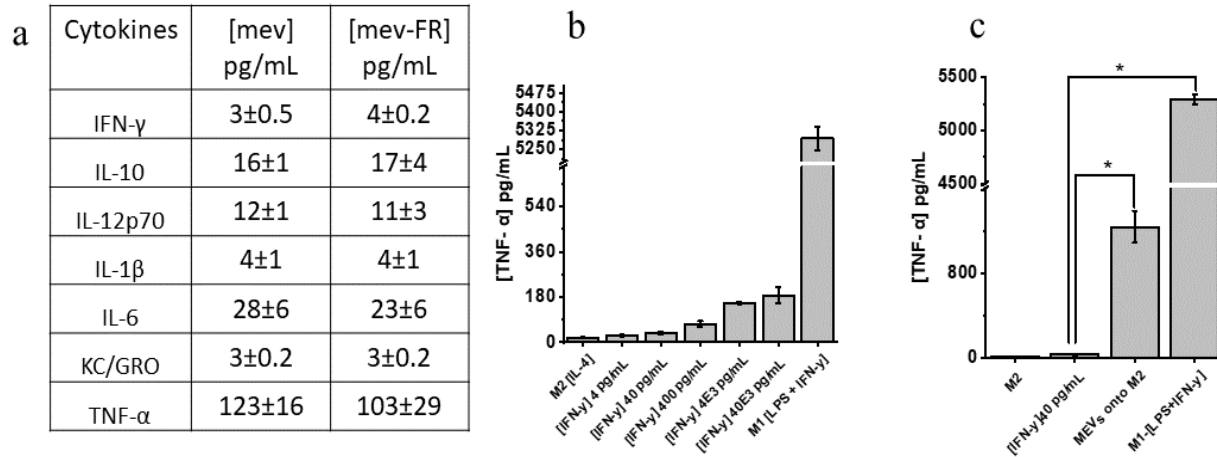 a
Cytokines [mev] pg/mL [mev-FR] pg/mL
IFN-γ 3±0.5 4±0.2
IL-10 16±1 17±4
IL-12p70 12±1 11±3
IL-1β 4±1 4±1
IL-6 28±6 23±6
KC/GRO 3±0.2 3±0.2
TNF-α 123±16 103±29
b
[TNF- α] pg/mL
5475
5400
5325
5250
540
360
180
0
M2 [IL-4]
[IFN-y] 4 pg/mL
[IFN-y] 40 pg/mL
[IFN-y] 400 pg/mL
[IFN-y] 4E3 pg/mL
[IFN-y] 40E3 pg/mL
M1 [LPS + IFN-y]
c
[TNF- α] pg/mL
5500
5000
4500
800
0
*
*
M2
[IFN-y]40 pg/mL
MEVs onto M2
M1-[LPS+IFN-y]